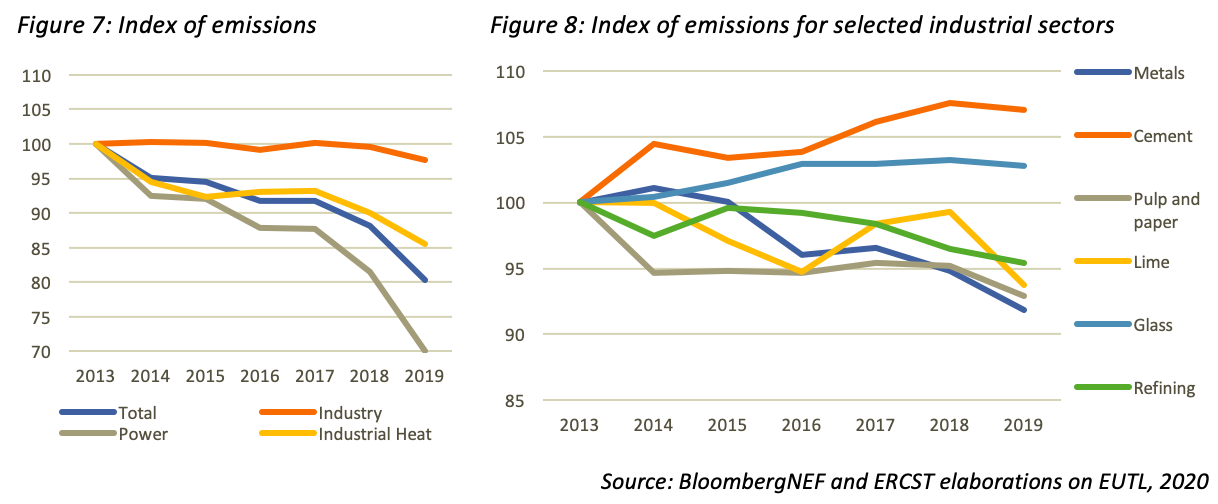 Figure 7: Index of emissions
110
105
100
95
90
85
80
75
70
2013 2014 2015 2016 2017 2018 2019
Total
Industry
Power
Industrial Heat
Figure 8: Index of emissions for selected industrial sectors
110
105
100
95
90
85
2013 2014 2015 2016 2017 2018 2019
Metals
Cement
Pulp and
paper
Lime
Glass
Refining
Source: BloombergNEF and ERCST elaborations on EUTL, 2020